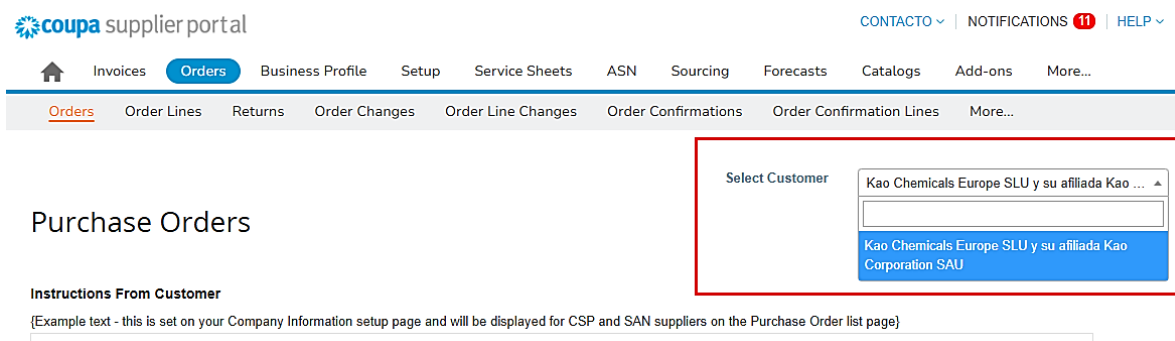 coupa supplier portal
CONTACTO NOTIFICATIONS 11 HELP
Invoices Orders Business Profile Setup Service Sheets ASN Sourcing Forecasts Catalogs Add-ons More...
Orders Order Lines Returns Order Changes Order Line Changes Order Confirmations Order Confirmation Lines More...
Select Customer Kao Chemicals Europe SLU y su afiliada Kao ...
Kao Chemicals Europe SLU y su afiliada Kao
Corporation SAU
Purchase Orders
Instructions From Customer
{Example text - this is set on your Company Information setup page and will be displayed for CSP and SAN suppliers on the Purchase Order list page}